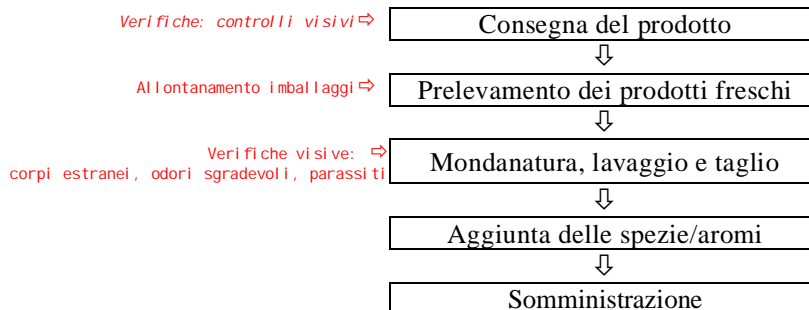 Verifiche: controlli visivi⇨ Consegna del prodotto
⇩
Allontanamento imballaggi⇨ Prelevamento dei prodotti freschi
⇩
Verifiche visive: ⇨
corpi estranei, odori sgradevoli, parassiti
Mondanatura, lavaggio e taglio
⇩
Aggiunta delle spezie/aromi
⇩
Somministrazione